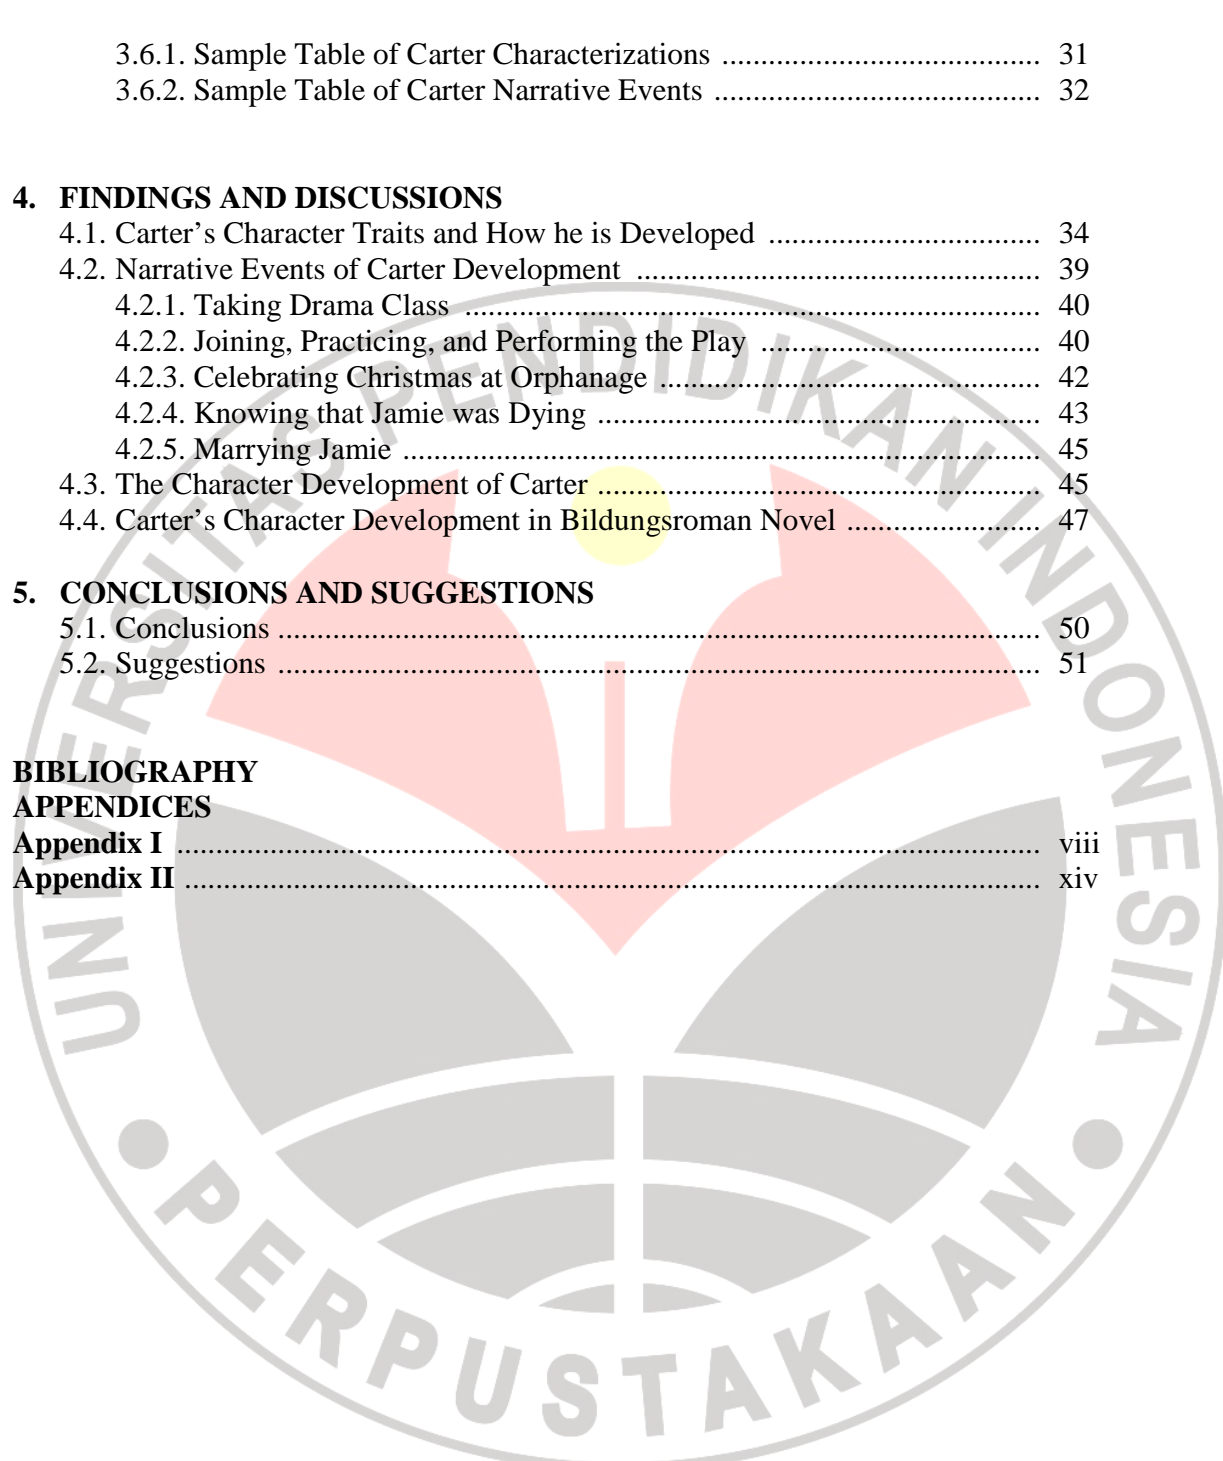 3.6.1. Sample Table of Carter Characterizations .................................. 31
3.6.2. Sample Table of Carter Narrative Events ................................... 32
4. FINDINGS AND DISCUSSIONS
4.1. Carter’s Character Traits and How he is Developed ............................. 34
4.2. Narrative Events of Carter Development ........................................... 39
4.2.1. Taking Drama Class .............................................................. 40
4.2.2. Joining, Practicing, and Performing the Play .............................. 40
4.2.3. Celebrating Christmas at Orphanage ......................................... 42
4.2.4. Knowing that Jamie was Dying ................................................ 43
4.2.5. Marrying Jamie ..................................................................... 45
4.3. The Character Development of Carter ................................................ 45
4.4. Carter’s Character Development in Bildungsroman Novel ..................... 47
5. CONCLUSIONS AND SUGGESTIONS
5.1. Conclusions .................................................................................. 50
5.2. Suggestions .................................................................................. 51
BIBLIOGRAPHY
APPENDICES
Appendix I ............................................................................................. viii
Appendix II ............................................................................................ xiv
UNIVERSITAS PENDIDIKAN INDONESIA
PERPUSTAKAAN